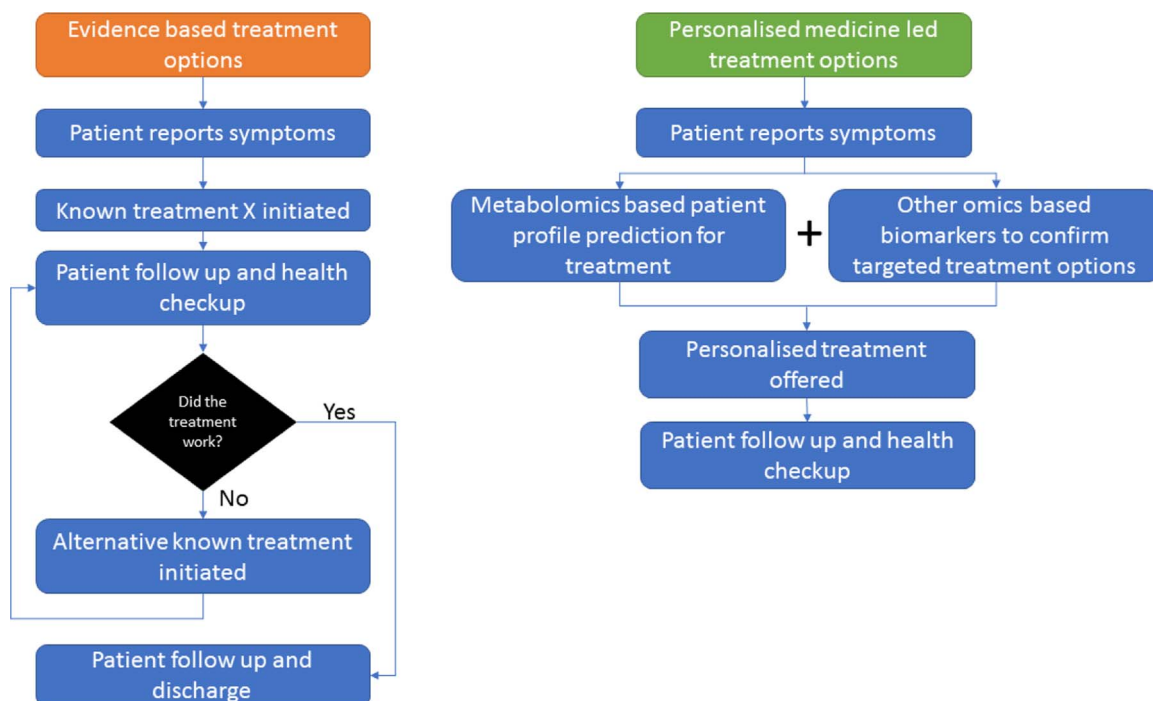 Evidence based treatment
options
Patient reports symptoms
Known treatment X initiated
Patient follow up and health
checkup
Did the
treatment
work?
Yes
No
Alternative known treatment
initiated
Patient follow up and
discharge
Personalised medicine led
treatment options
Patient reports symptoms
Metabolomics based patient
profile prediction for
treatment
+
Other omics based
biomarkers to confirm
targeted treatment options
Personalised treatment
offered
Patient follow up and health
checkup